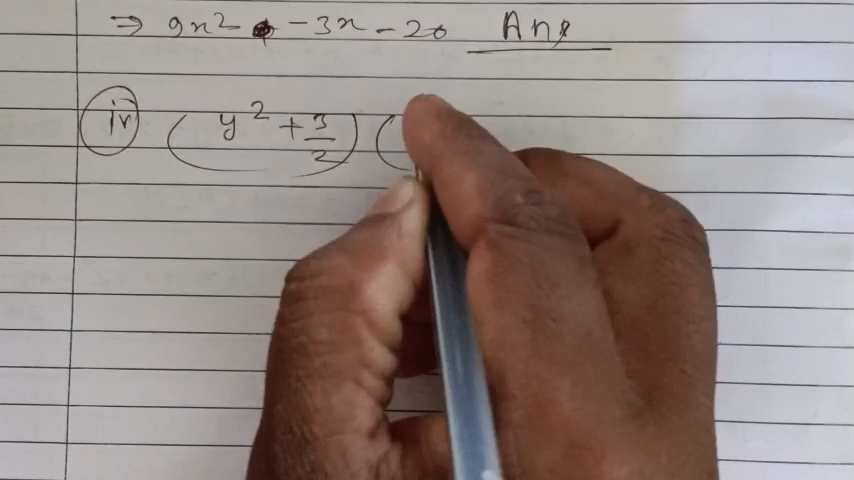 ⇒ 9x² - 3x - 20 Ans
iv (y² + 3/2) (